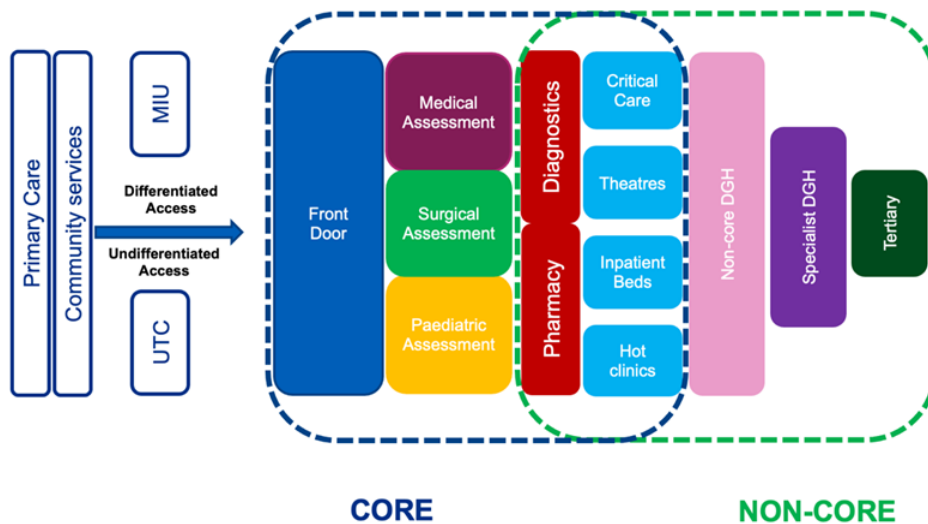 Primary Care
Community services
MIU
Differentiated
Access
Undifferentiated
Access
UTC
Front
Door
Medical
Assessment
Surgical
Assessment
Paediatric
Assessment
Diagnostics
Pharmacy
Critical
Care
Theatres
Inpatient
Beds
Hot
clinics
Non-core DGH
Specialist DGH
Tertiary
CORE
NON-CORE